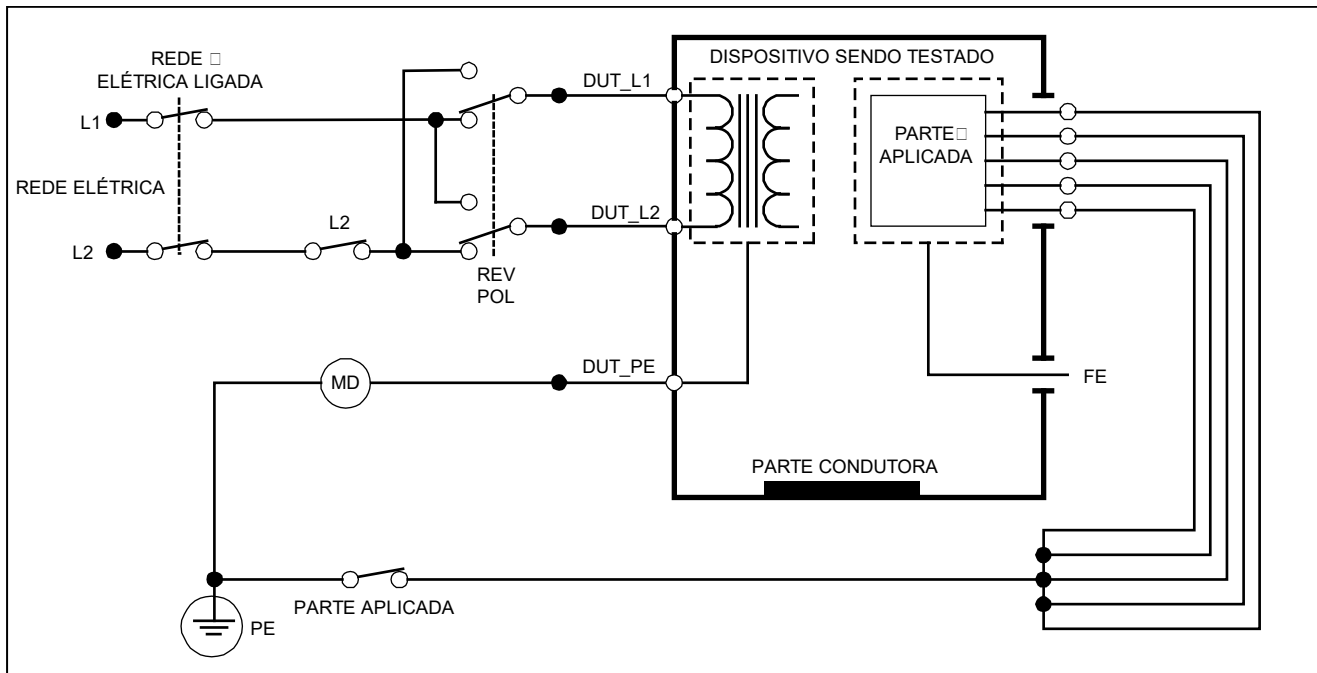 REDE □
ELÉTRICA LIGADA
DISPOSITIVO SENDO TESTADO
DUT_L1
L1
PARTE□
APLICADA
REDE ELÉTRICA
L2
DUT_L2
L2
REV
POL
DUT_PE
MD
FE
PARTE CONDUTORA
PARTE APLICADA
PE